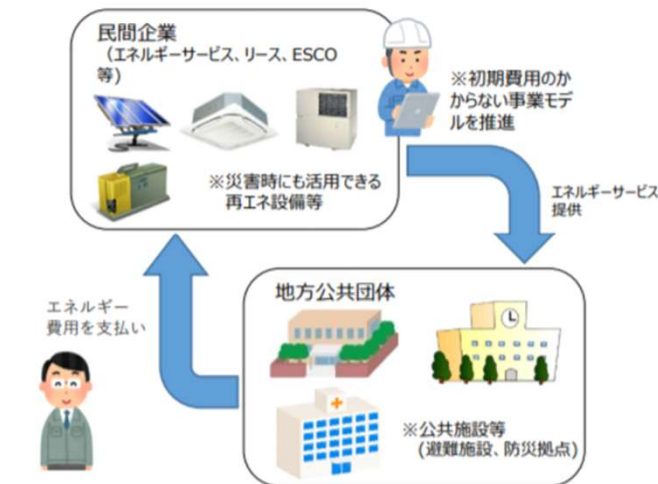 民間企業
（エネルギーサービス、リース、ESCO
等）
※初期費用のか
からない事業モデ
ルを推進
※災害時にも活用できる
再エネ設備等
エネルギーサービス
提供
地方公共団体
エネルギー
費用を支払い
※公共施設等
（避難施設、防災拠点）